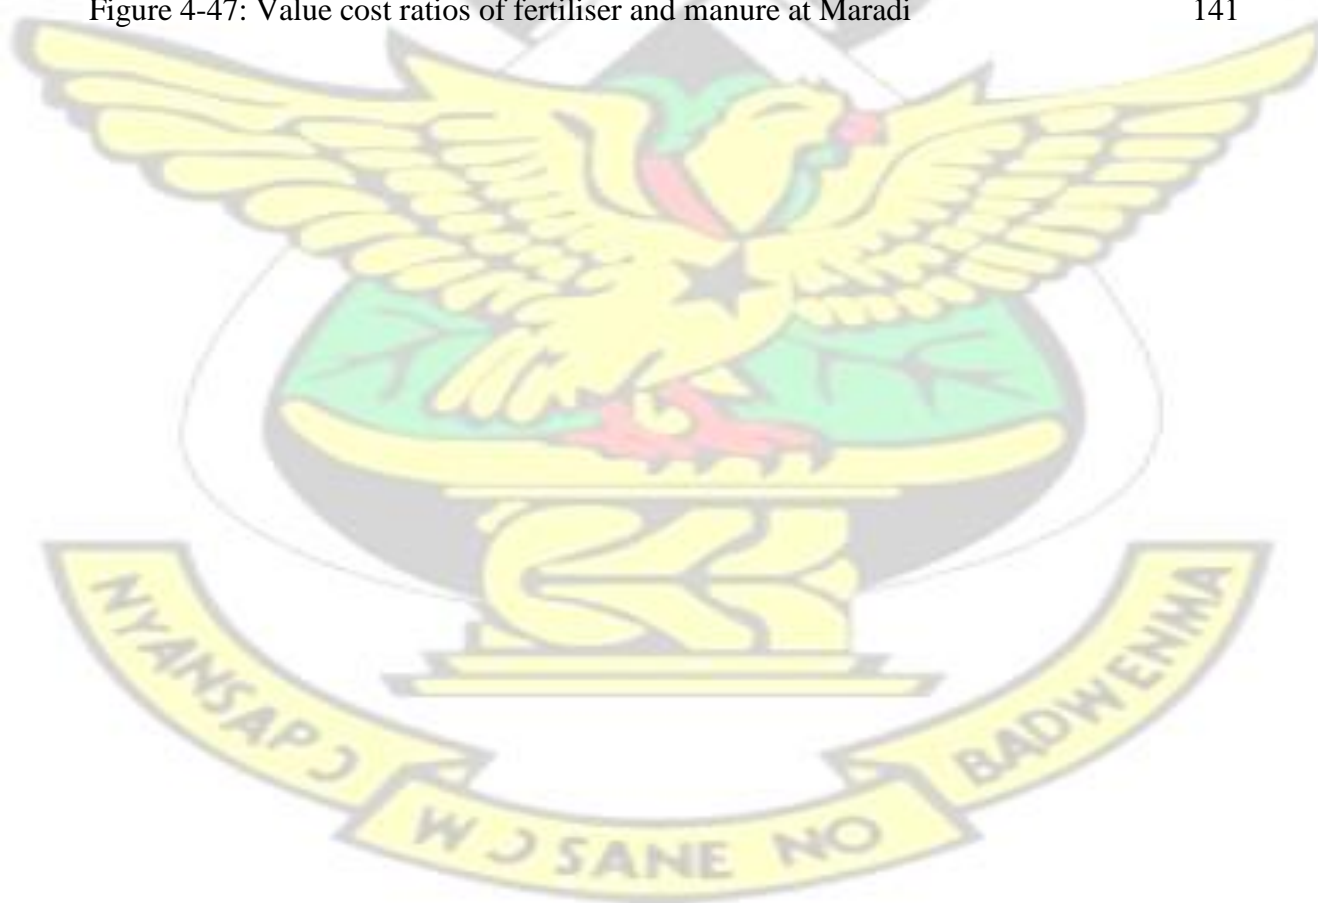 Figure 4-47: Value cost ratios of fertiliser and manure at Maradi 141
NYANSAPƆ
WƆSANE NO
BADWENMA